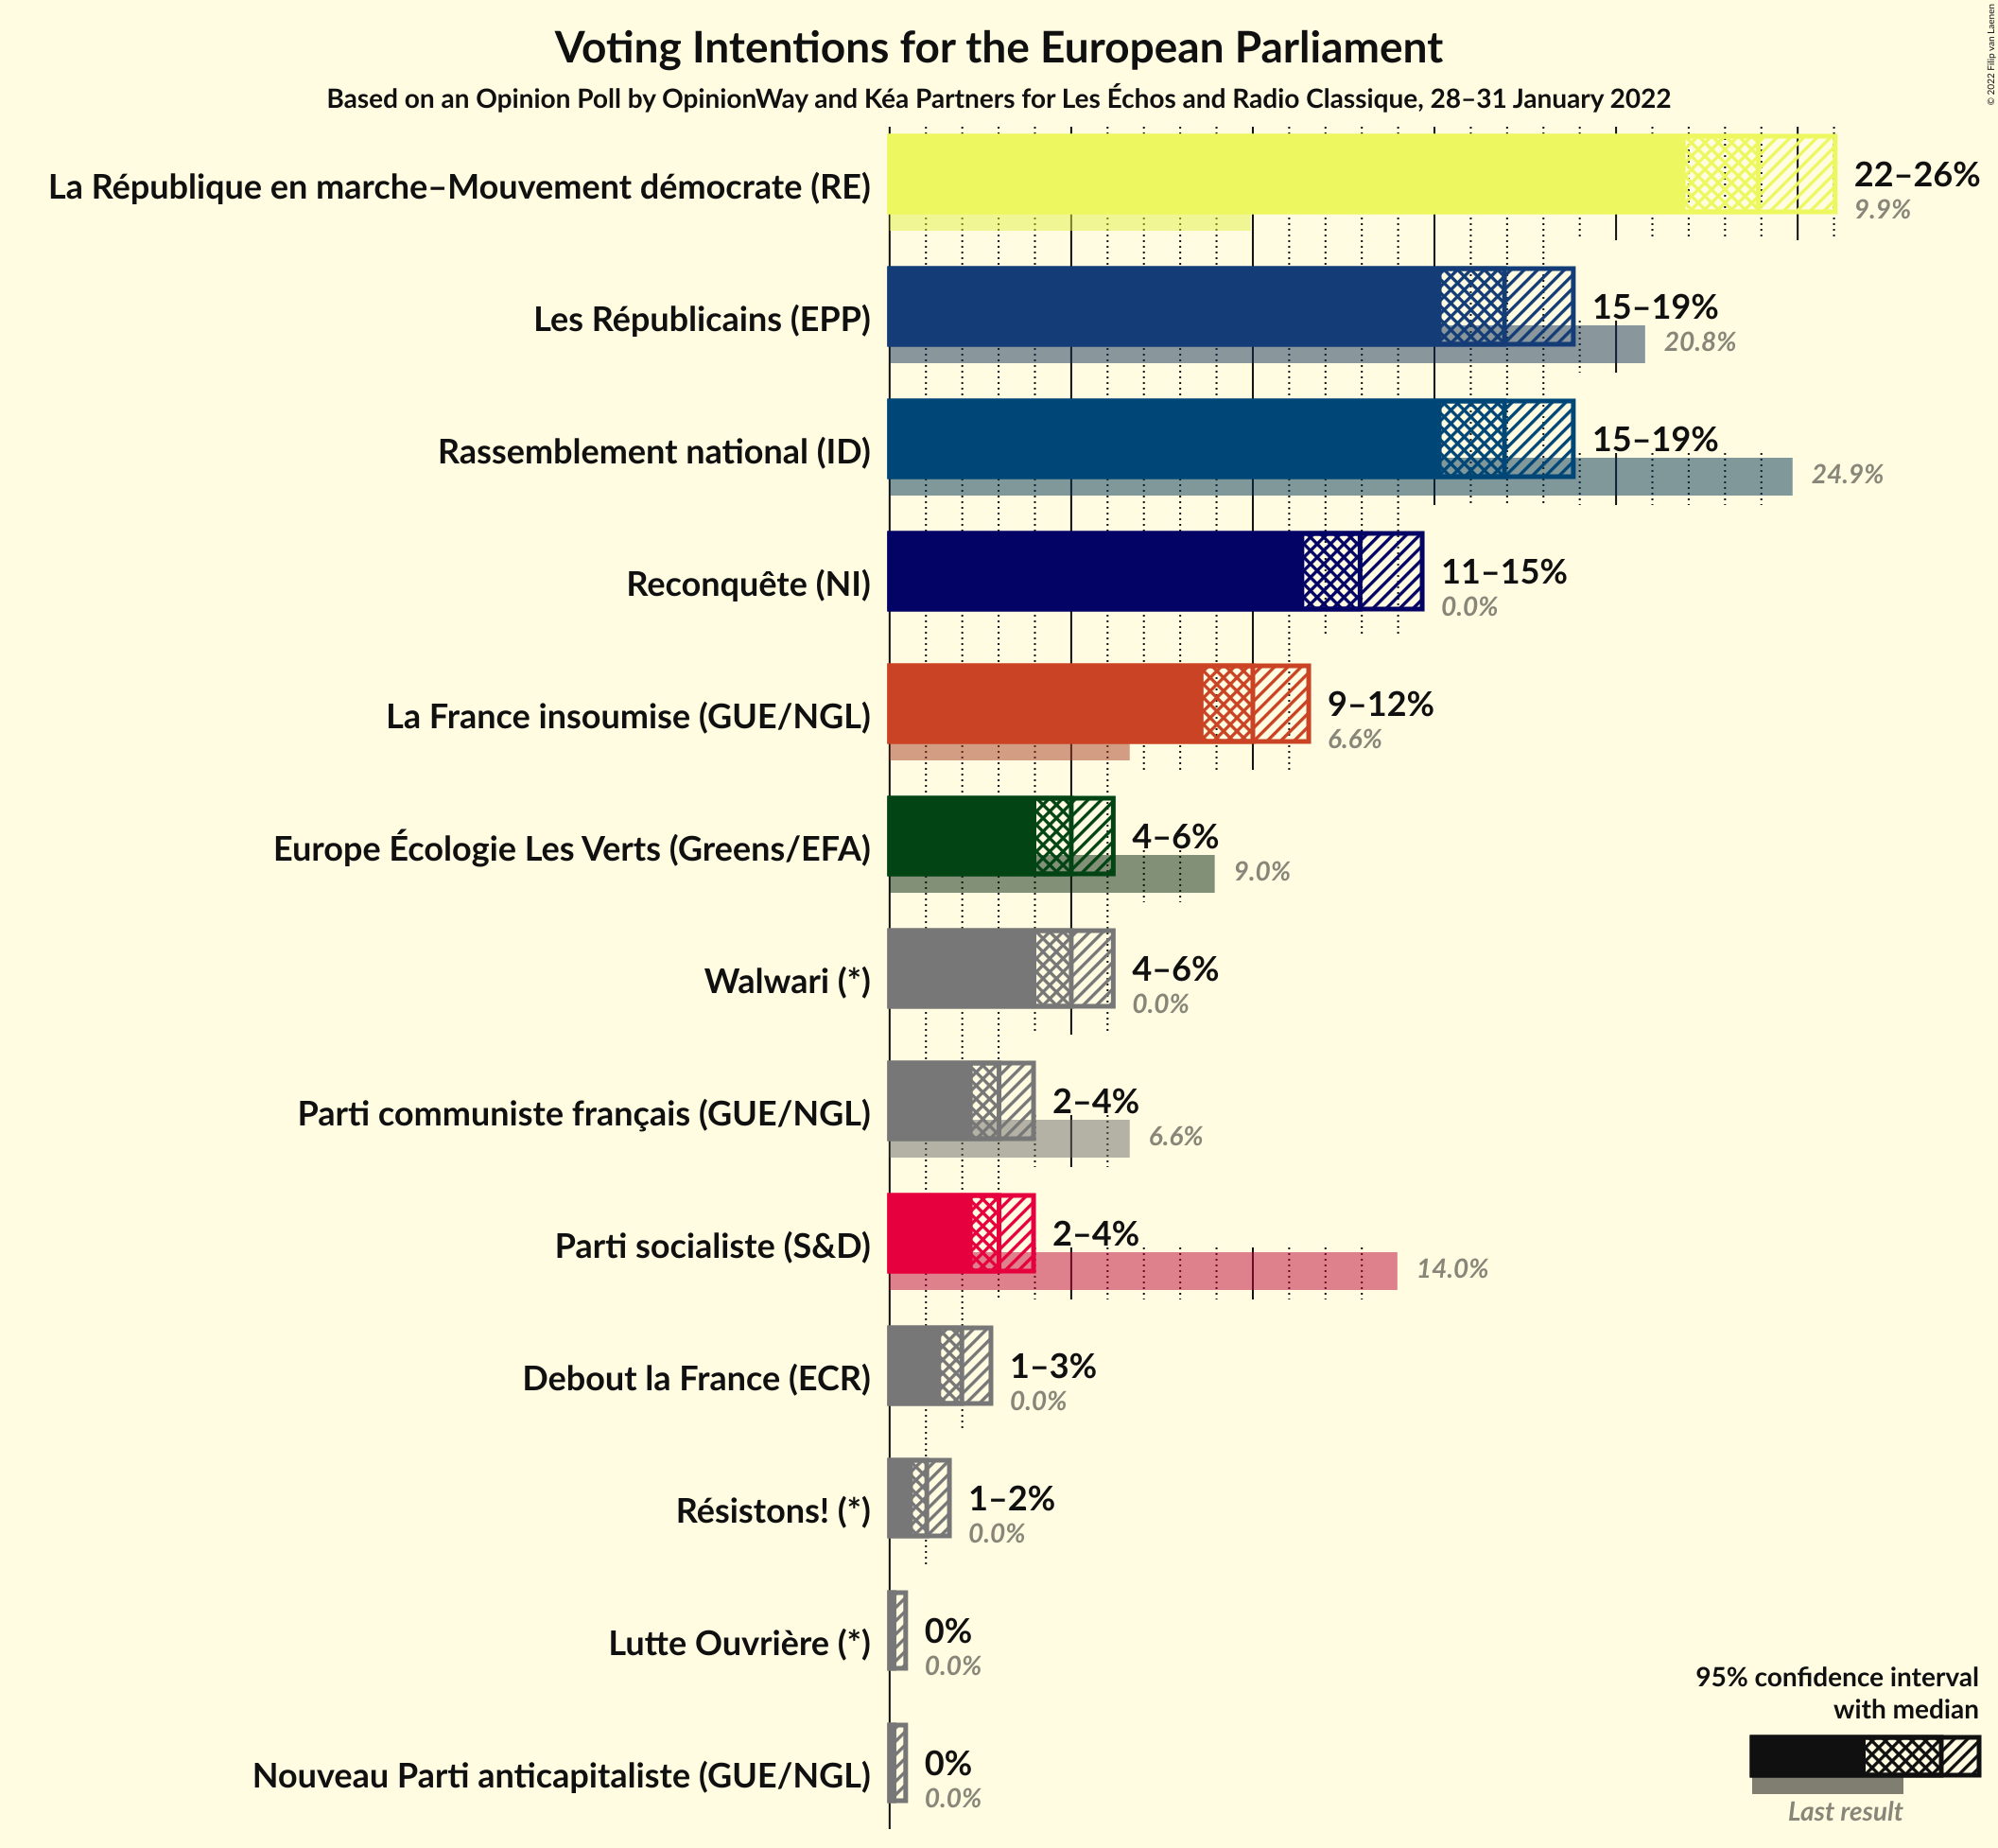 Voting Intentions for the European Parliament
Based on an Opinion Poll by OpinionWay and Kéa Partners for Les Échos and Radio Classique, 28–31 January 2022
© 2022 Filip van Laenen
La République en marche–Mouvement démocrate (RE)
22–26%
9.9%
Les Républicains (EPP)
15–19%
20.8%
Rassemblement national (ID)
15–19%
24.9%
Reconquête (NI)
11–15%
0.0%
La France insoumise (GUE/NGL)
9–12%
6.6%
Europe Écologie Les Verts (Greens/EFA)
4–6%
9.0%
Walwari (*)
4–6%
0.0%
Parti communiste français (GUE/NGL)
2–4%
6.6%
Parti socialiste (S&D)
2–4%
14.0%
Debout la France (ECR)
1–3%
0.0%
Résistons! (*)
1–2%
0.0%
Lutte Ouvrière (*)
0%
0.0%
Nouveau Parti anticapitaliste (GUE/NGL)
0%
0.0%
95% confidence interval
with median
Last result